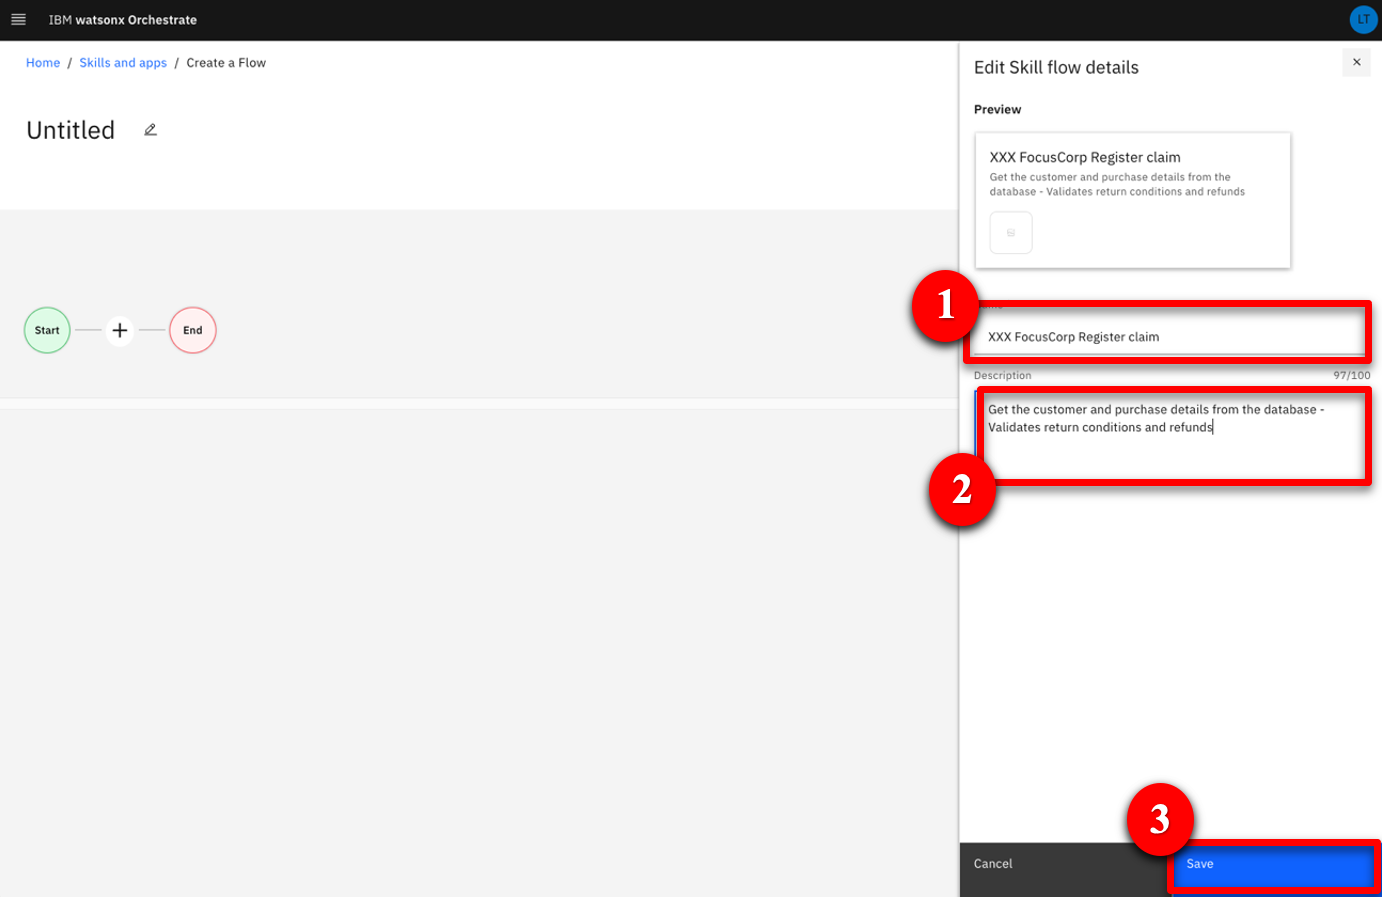 IBM watsonx Orchestrate
LT
Home / Skills and apps / Create a Flow
Untitled
Start
End
Edit Skill flow details
Preview
XXX FocusCorp Register claim
Get the customer and purchase details from the
database - Validates return conditions and refunds
1
XXX FocusCorp Register claim
Description 97/100
Get the customer and purchase details from the database -
Validates return conditions and refunds
2
3
Cancel
Save